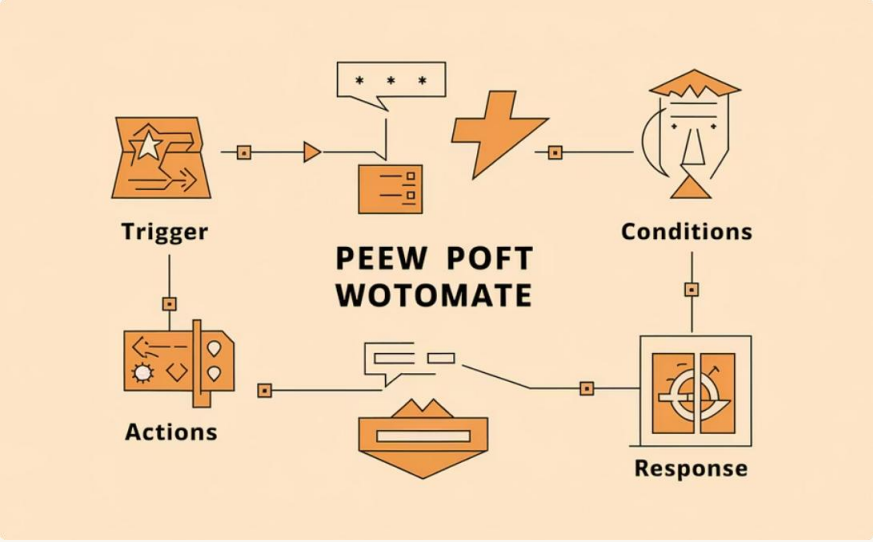 * * *
Trigger
Conditions
PEEW POFT
WOTOMATE
Actions
Response